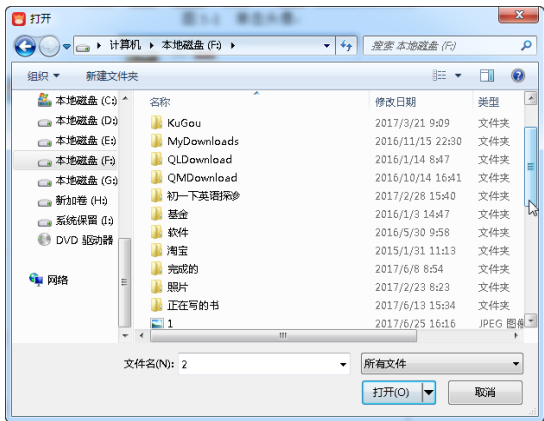 打开
计算机 本地磁盘 (F:)
搜索 本地磁盘 (F:)
组织 新建文件夹
名称 修改日期 类型
本地磁盘 (C:)
本地磁盘 (D:)
本地磁盘 (E:)
本地磁盘 (F:)
本地磁盘 (G:)
新加卷 (H:)
系统保留 (I:)
DVD 驱动器
网络
KuGou 2017/3/21 9:09 文件夹
MyDownloads 2016/11/15 22:30 文件夹
QLDownload 2016/1/14 8:47 文件夹
QMDownload 2016/10/14 16:41 文件夹
初一下英语探诊 2017/2/28 15:40 文件夹
基金 2016/1/3 14:47 文件夹
软件 2016/5/30 9:58 文件夹
淘宝 2015/1/31 11:13 文件夹
完成的 2017/6/8 8:54 文件夹
照片 2017/2/23 8:23 文件夹
正在写的书 2017/6/13 15:34 文件夹
1 2017/6/25 16:16 JPEG 图像
文件名(N): 2
所有文件
打开(O) 取消